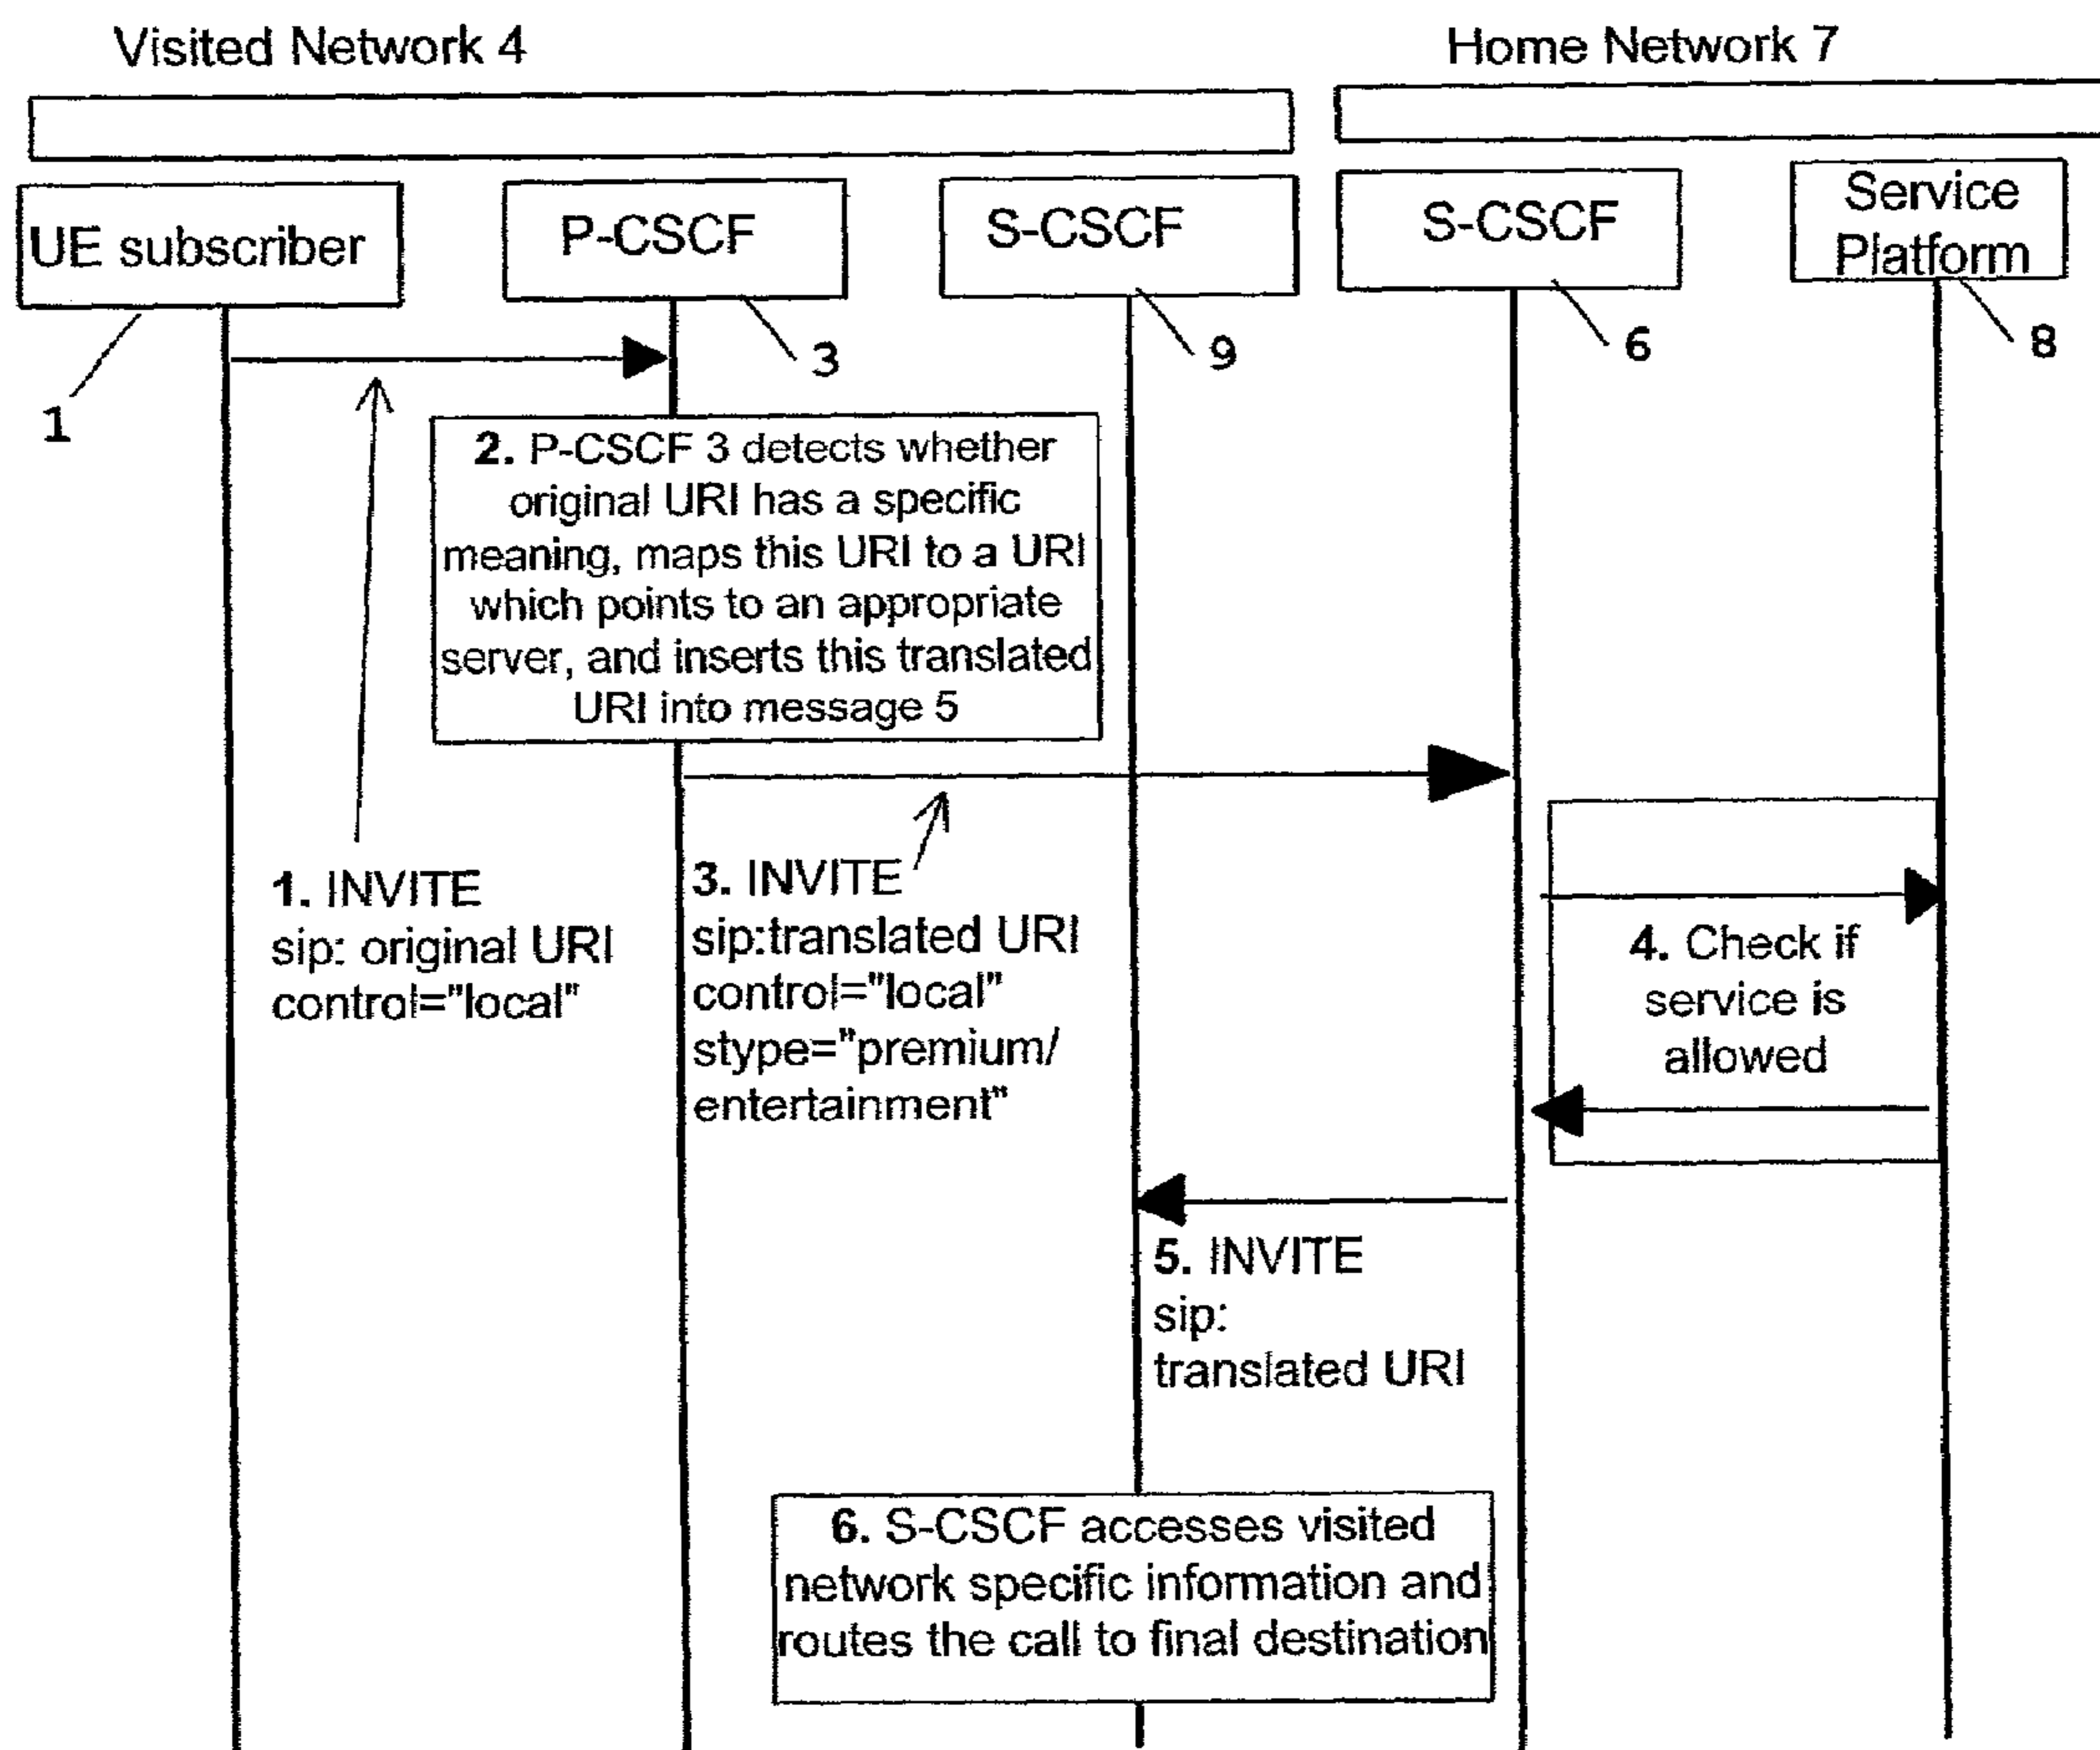 Visited Network 4
Home Network 7
UE subscriber
P-CSCF
S-CSCF
S-CSCF
Service
Platform
1
3
9
6
8
2. P-CSCF 3 detects whether
original URI has a specific
meaning, maps this URI to a URI
which points to an appropriate
server, and inserts this translated
URI into message 5
1. INVITE
sip: original URI
control="local"
3. INVITE
sip:translated URI
control="local"
stype="premium/
entertainment"
4. Check if
service is
allowed
5. INVITE
sip:
translated URI
6. S-CSCF accesses visited
network specific information and
routes the call to final destination